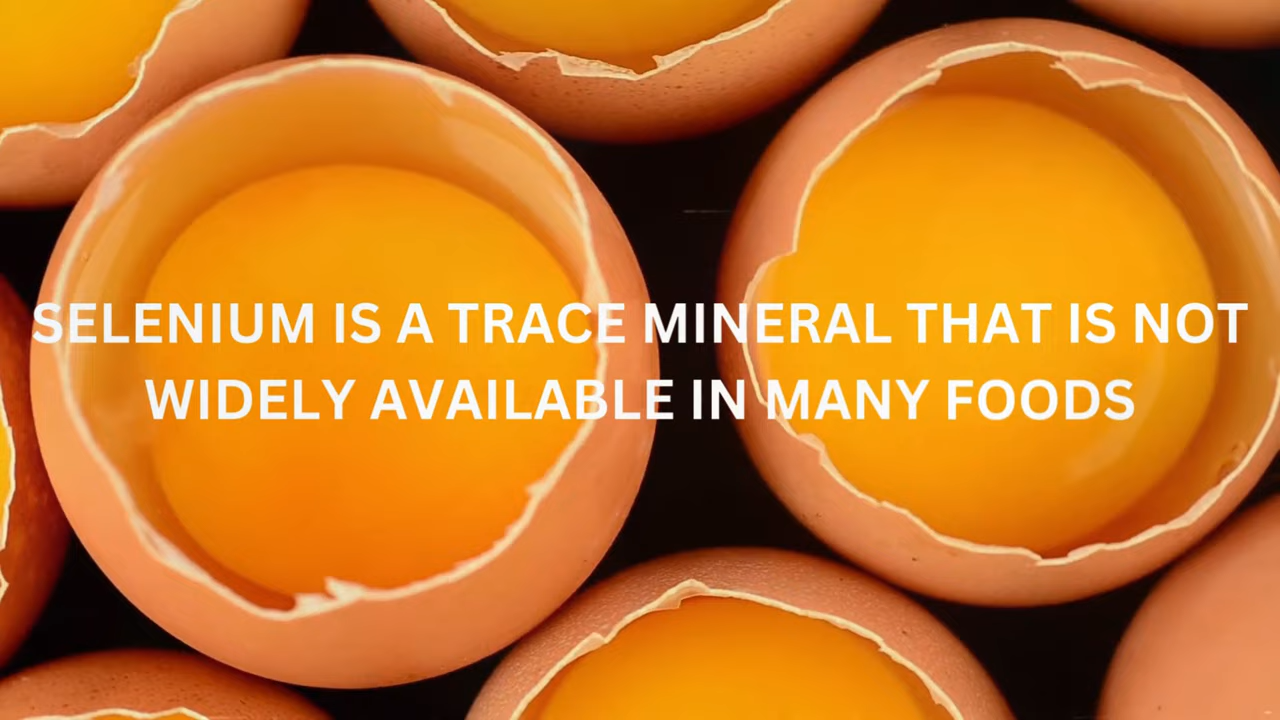 SELENIUM IS A TRACE MINERAL THAT IS NOT
WIDELY AVAILABLE IN MANY FOODS